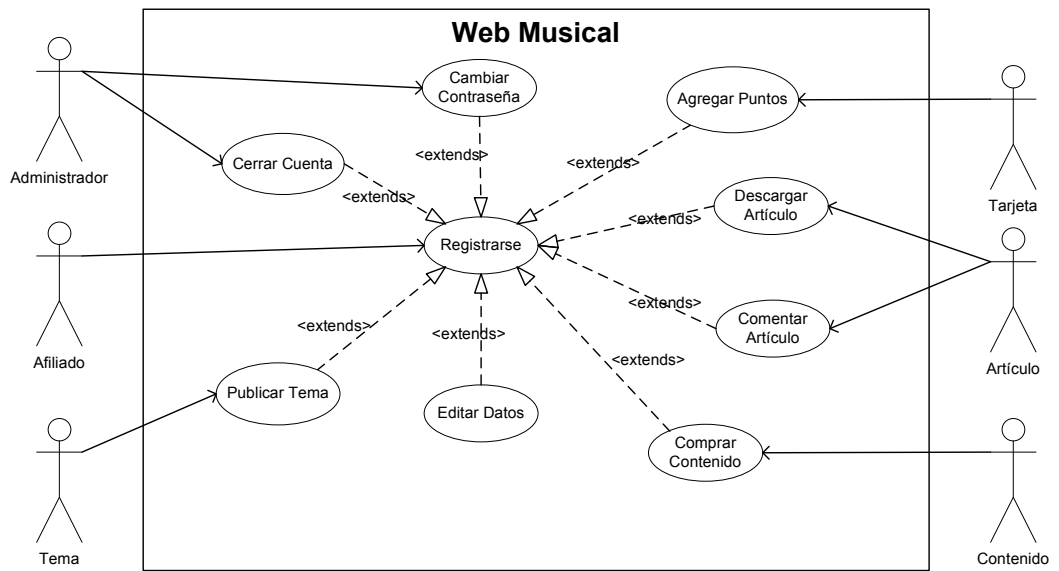 Web Musical
Cambiar
Contraseña
Agregar Puntos
<extends>
<extends>
Cerrar Cuenta
Administrador
<extends>
Descargar
Artículo
Tarjeta
<extends>
Registrarse
<extends>
Comentar
Artículo
<extends>
<extends>
<extends>
Afiliado
Artículo
Publicar Tema
Editar Datos
Comprar
Contenido
Tema
Contenido